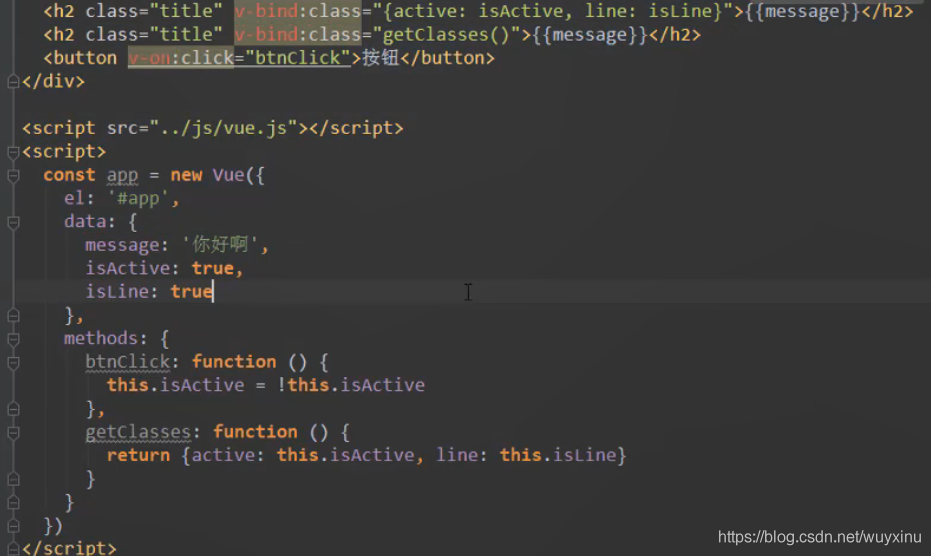 <h2 class="title" v-bind:class="{active: isActive, line: isLine}">{{message}}</h2>
<h2 class="title" v-bind:class="getClasses()">{{message}}</h2>
<button v-on:click="btnClick">按钮</button>
</div>
<script src="../js/vue.js"></script>
<script>
const app = new Vue({
el: '#app',
data: {
message: '你好啊',
isActive: true,
isLine: true
},
methods: {
btnClick: function () {
this.isActive = !this.isActive
},
getClasses: function () {
return {active: this.isActive, line: this.isLine}
}
}
})
</script>
https://blog.csdn.net/wuyxinu